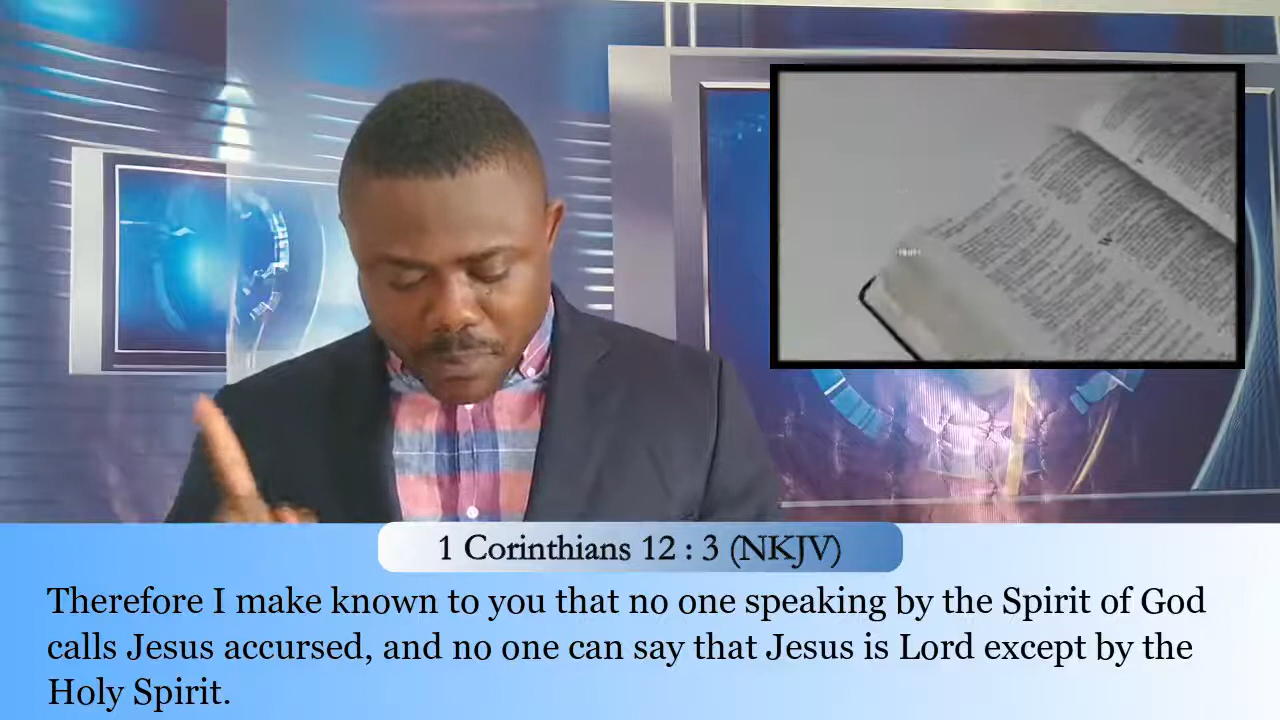 1 Corinthians 12 : 3 (NKJV)
Therefore I make known to you that no one speaking by the Spirit of God
calls Jesus accursed, and no one can say that Jesus is Lord except by the
Holy Spirit.